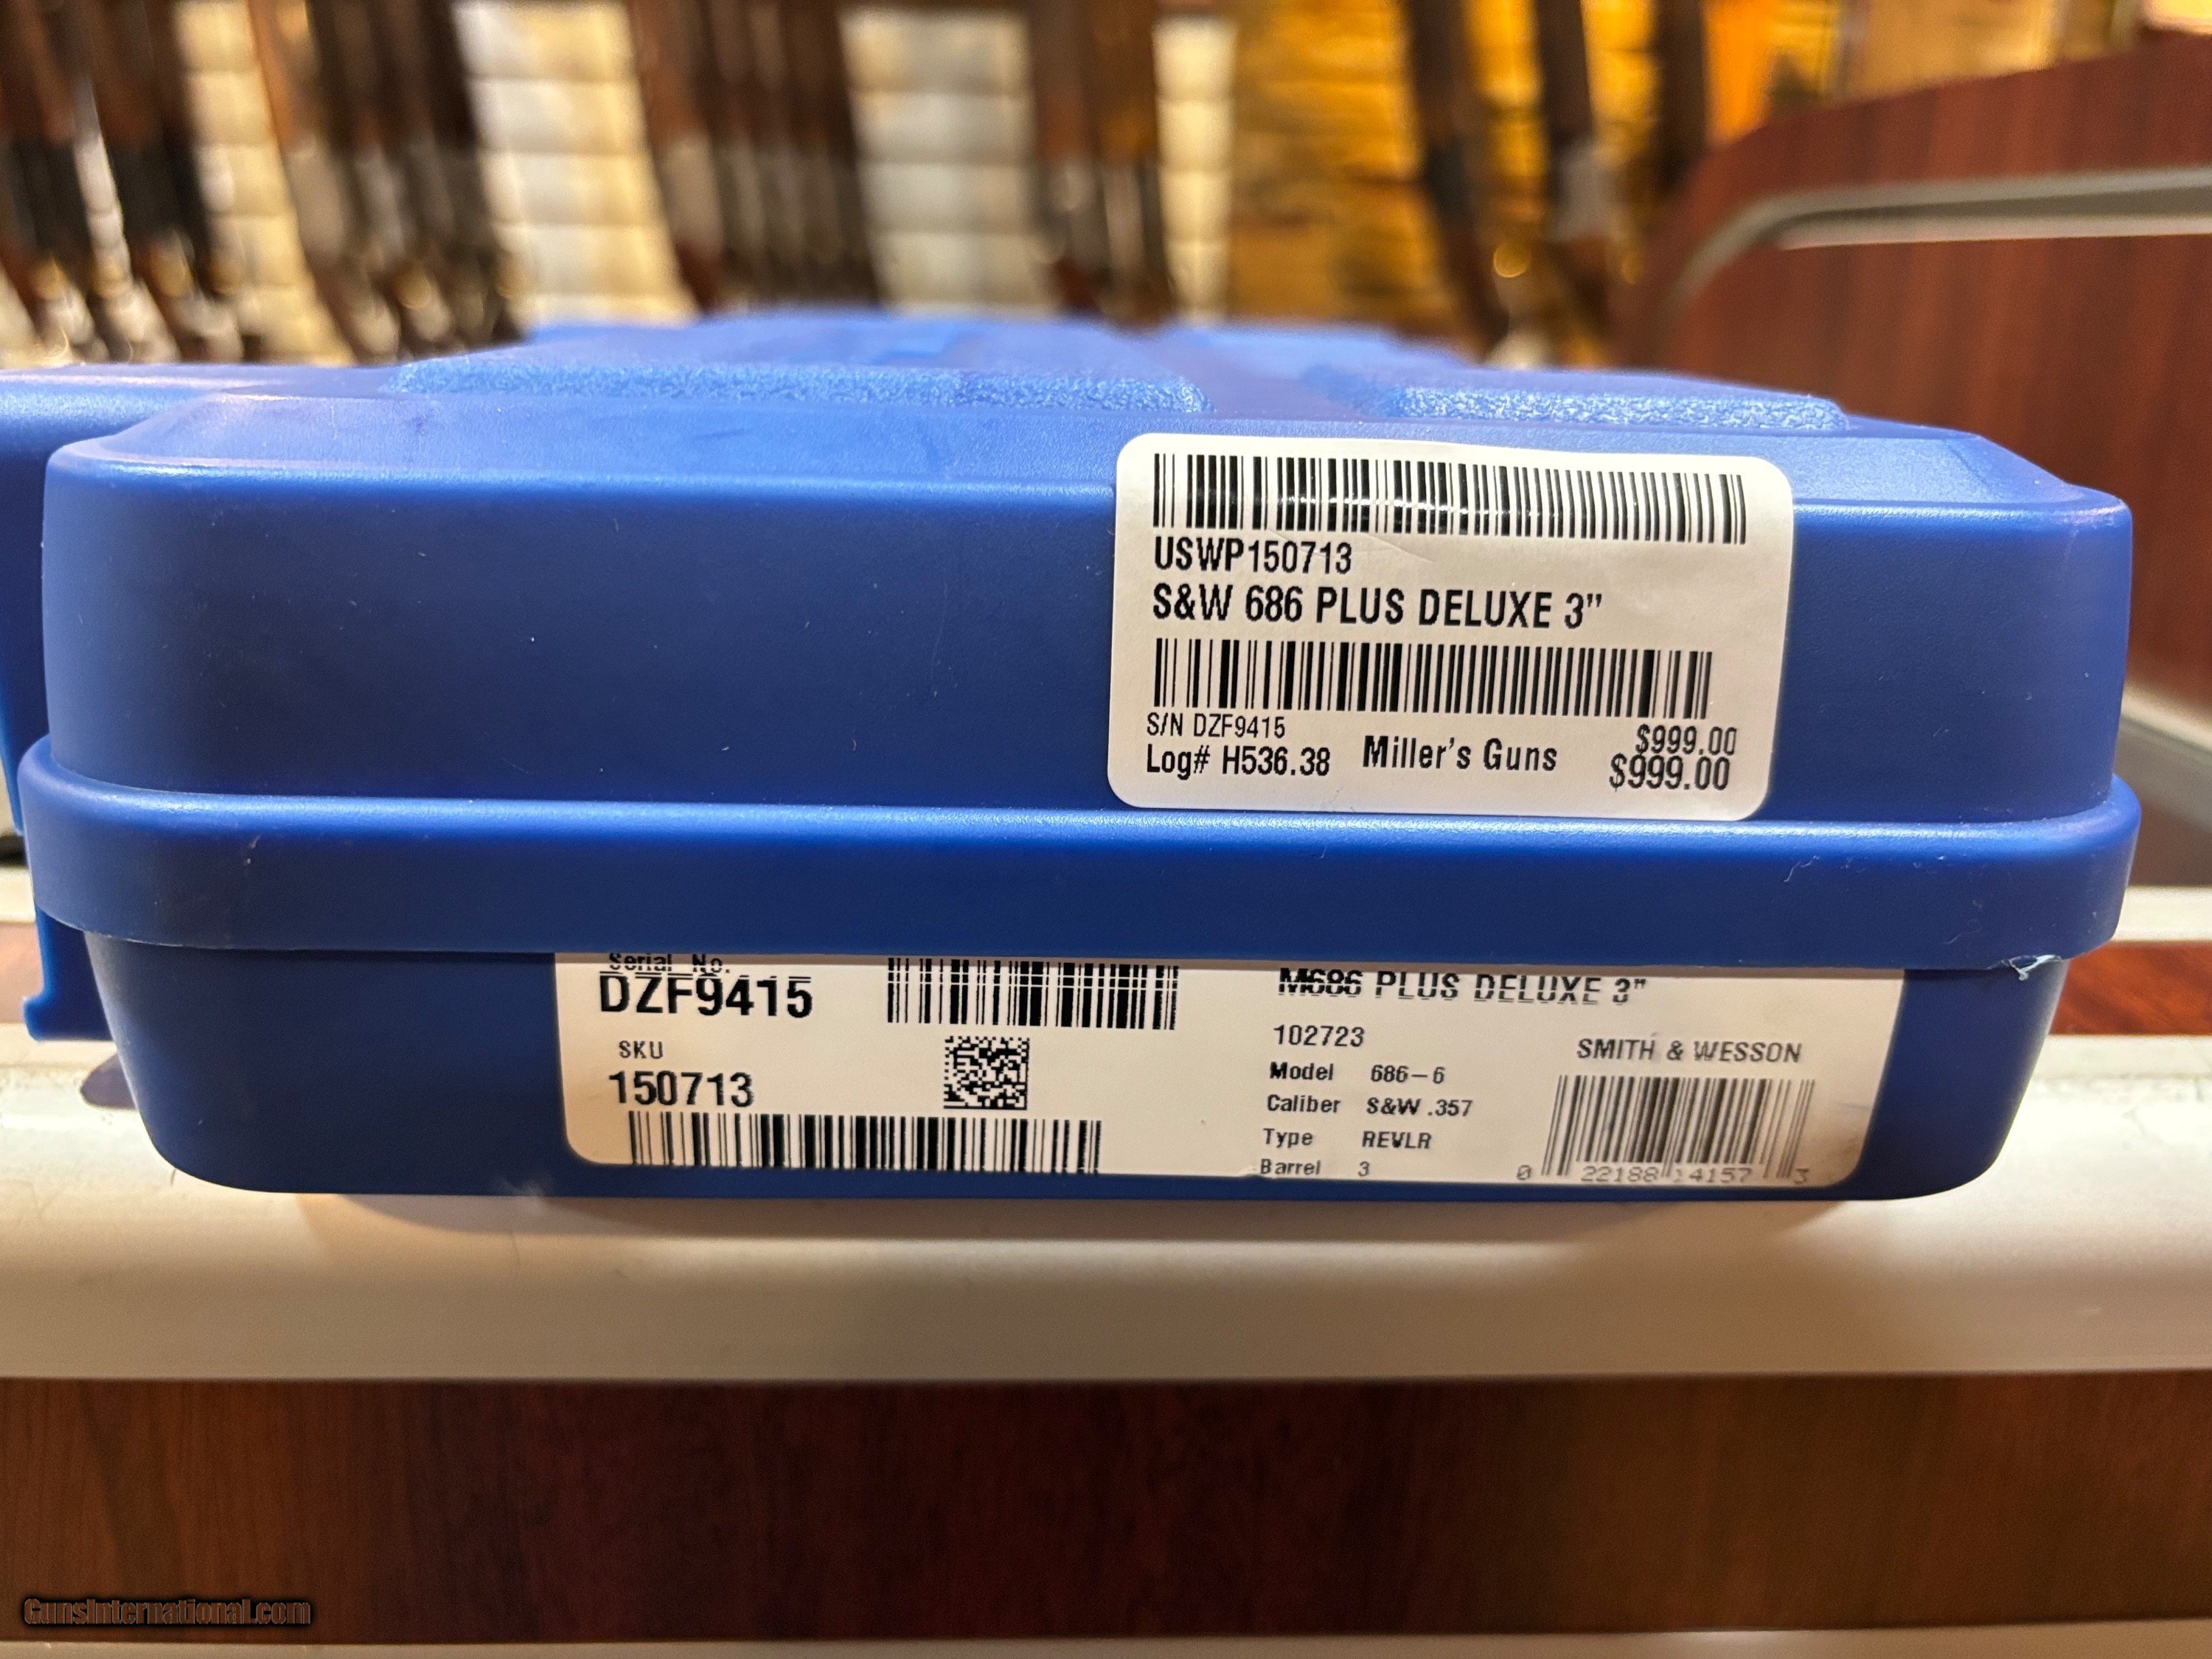 USWP150713
S&W 686 PLUS DELUXE 3"
S/N DZF9415
$999.00
Log# H536.38 Miller's Guns $999.00
Serial No.
DZF9415
SKU
150713
M686 PLUS DELUXE 3"
102723
Model 686-6
Caliber S&W .357
Type REVLR
Barrel 3
SMITH & WESSON
0 22188 14157 3
GunsInternational.com